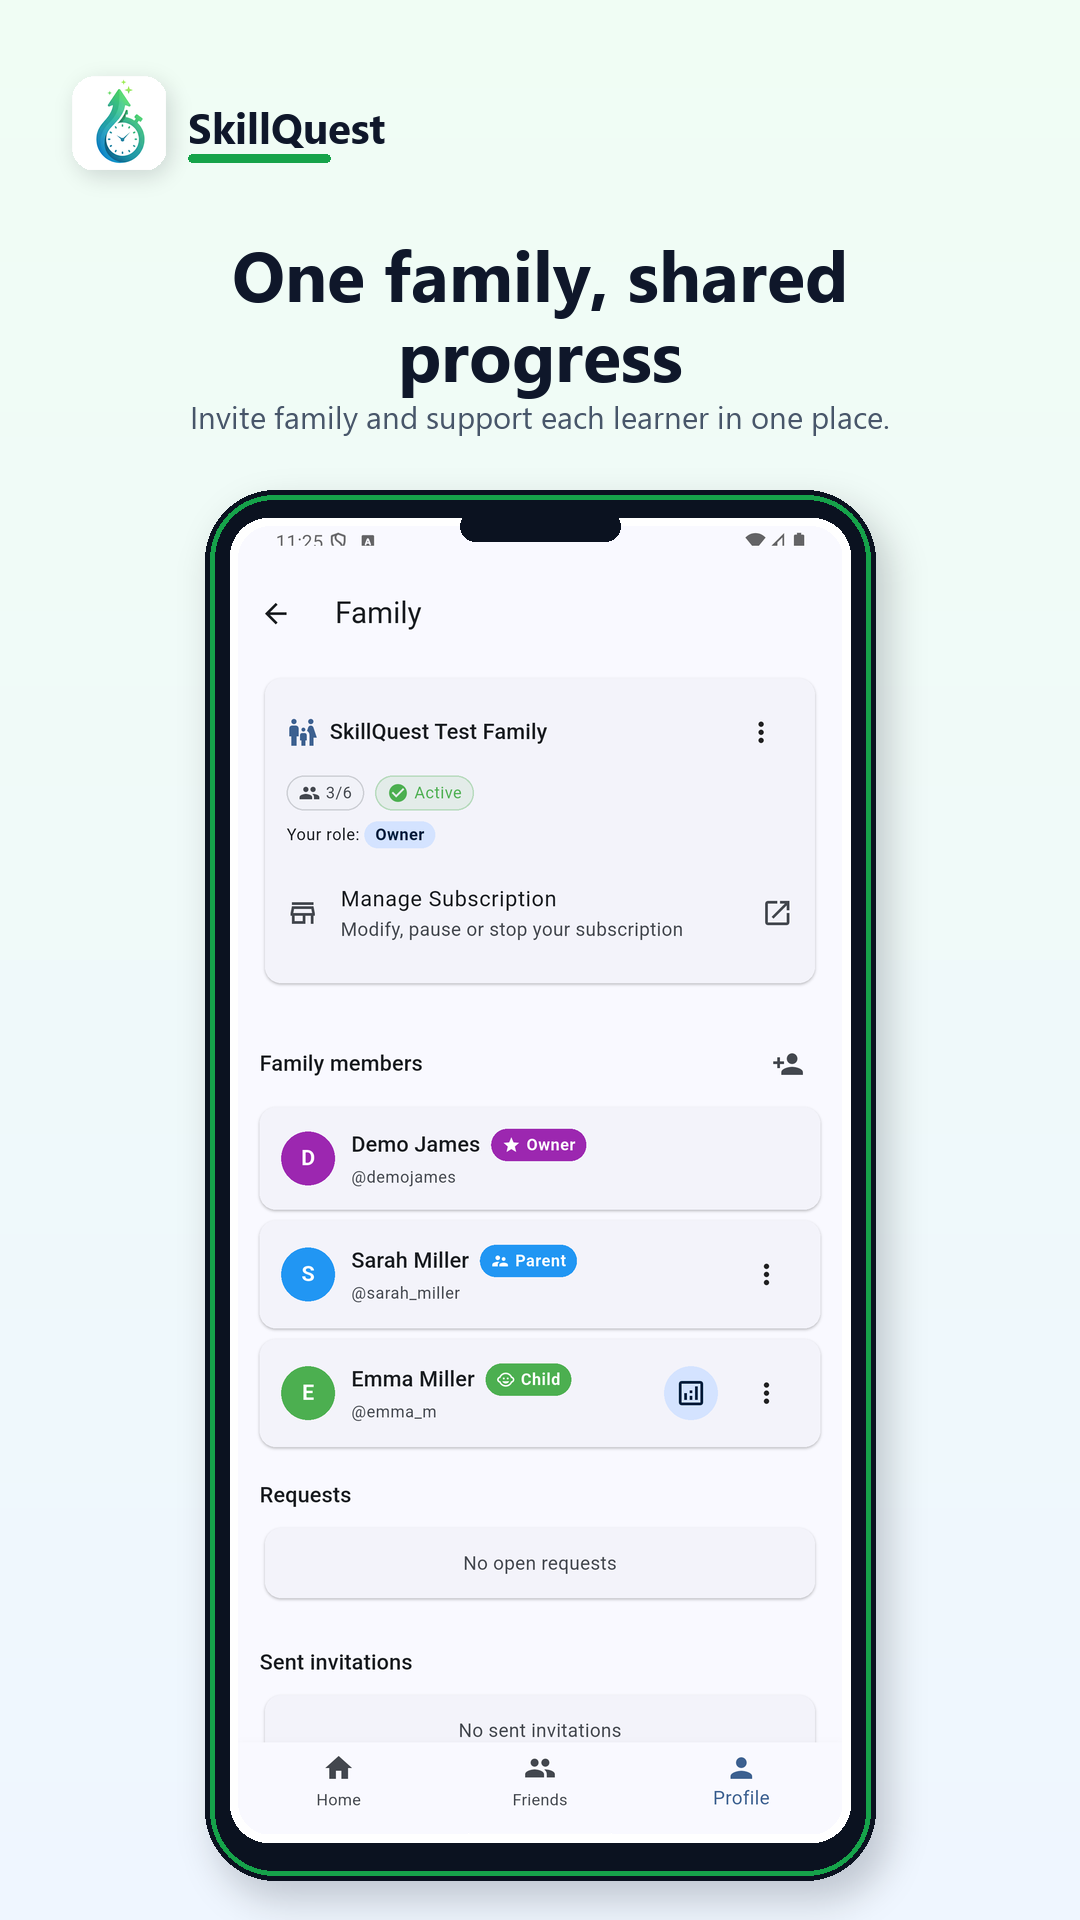 SkillQuest
One family, shared
progress
Invite family and support each learner in one place.
11:25
Family
SkillQuest Test Family
3/6
Active
Your role: Owner
Manage Subscription
Modify, pause or stop your subscription
Family members
D
Demo James
Owner
@demojames
S
Sarah Miller
Parent
@sarah_miller
E
Emma Miller
Child
@emma_m
Requests
No open requests
Sent invitations
No sent invitations
Home
Friends
Profile